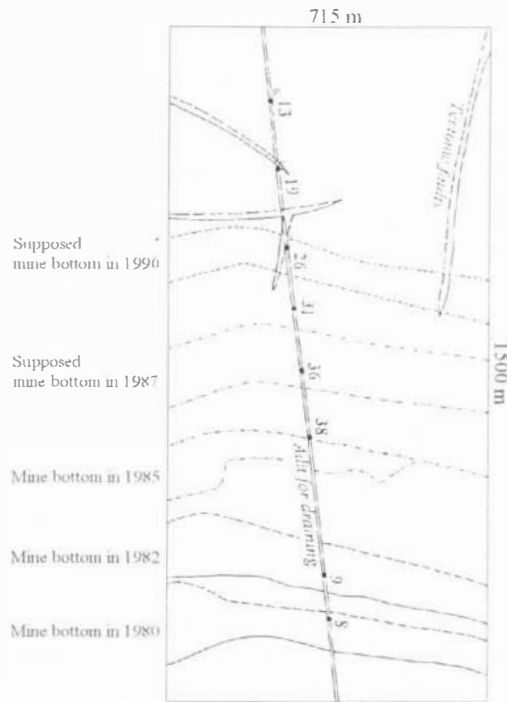 715 m
13
19
Tectonic faults
Supposed
mine bottom in 1990
26
31
1500 m
Supposed
mine bottom in 1987
36
38
Mine bottom in 1985
Adit for draining
Mine bottom in 1982
9
8
Mine bottom in 1980